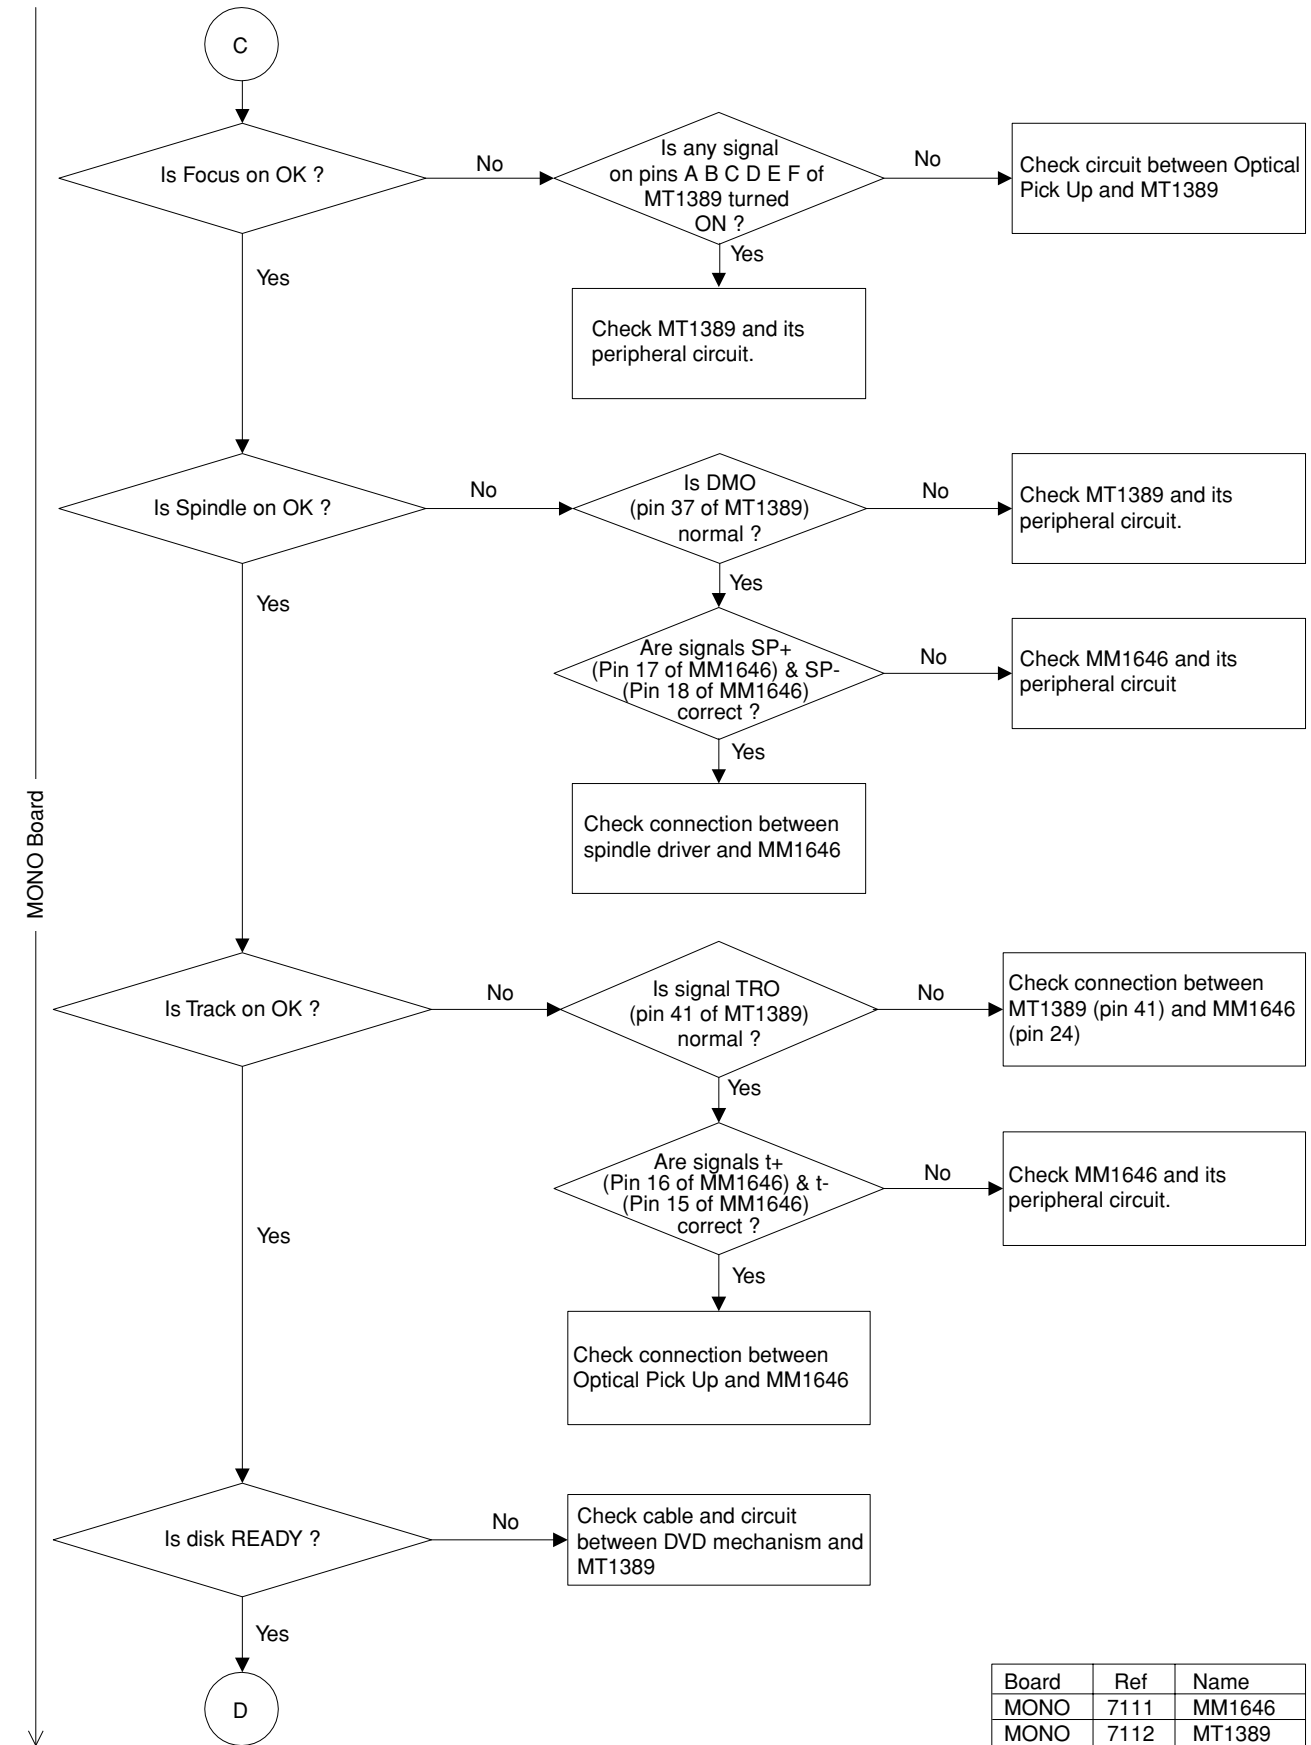 C
Is Focus on OK ?
No
Is any signal
on pins A B C D E F of
MT1389 turned
ON ?
No
Check circuit between Optical
Pick Up and MT1389
Yes
Yes
Check MT1389 and its
peripheral circuit.
Is Spindle on OK ?
No
Is DMO
(pin 37 of MT1389)
normal ?
No
Check MT1389 and its
peripheral circuit.
Yes
Yes
Are signals SP+
(Pin 17 of MM1646) & SP-
(Pin 18 of MM1646)
correct ?
No
Check MM1646 and its
peripheral circuit
Yes
Check connection between
spindle driver and MM1646
MONO Board
Is Track on OK ?
No
Is signal TRO
(pin 41 of MT1389)
normal ?
No
Check connection between
MT1389 (pin 41) and MM1646
(pin 24)
Yes
Are signals t+
(Pin 16 of MM1646) & t-
(Pin 15 of MM1646)
correct ?
No
Check MM1646 and its
peripheral circuit.
Yes
Yes
Check connection between
Optical Pick Up and MM1646
Is disk READY ?
No
Check cable and circuit
between DVD mechanism and
MT1389
Yes
D
Board Ref Name
MONO 7111 MM1646
MONO 7112 MT1389